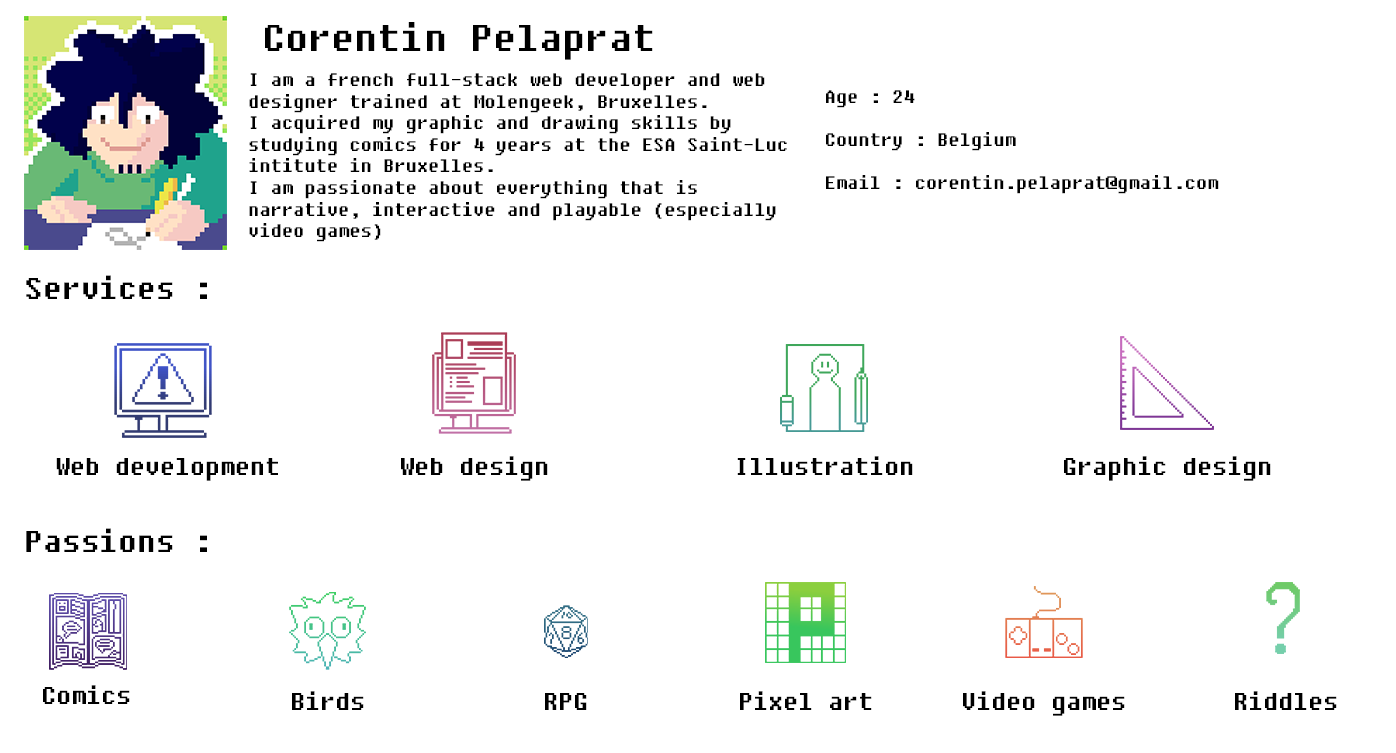 Corentin Pelaprat
I am a french full-stack web developer and web
designer trained at Molengeek, Bruxelles.
I acquired my graphic and drawing skills by
studying comics for 4 years at the ESA Saint-Luc
intitute in Bruxelles.
I am passionate about everything that is
narrative, interactive and playable (especially
video games)
Age : 24
Country : Belgium
Email : corentin.pelaprat@gmail.com
Services :
Web development
Web design
Illustration
Graphic design
Passions :
Comics
Birds
RPG
Pixel art
Video games
Riddles